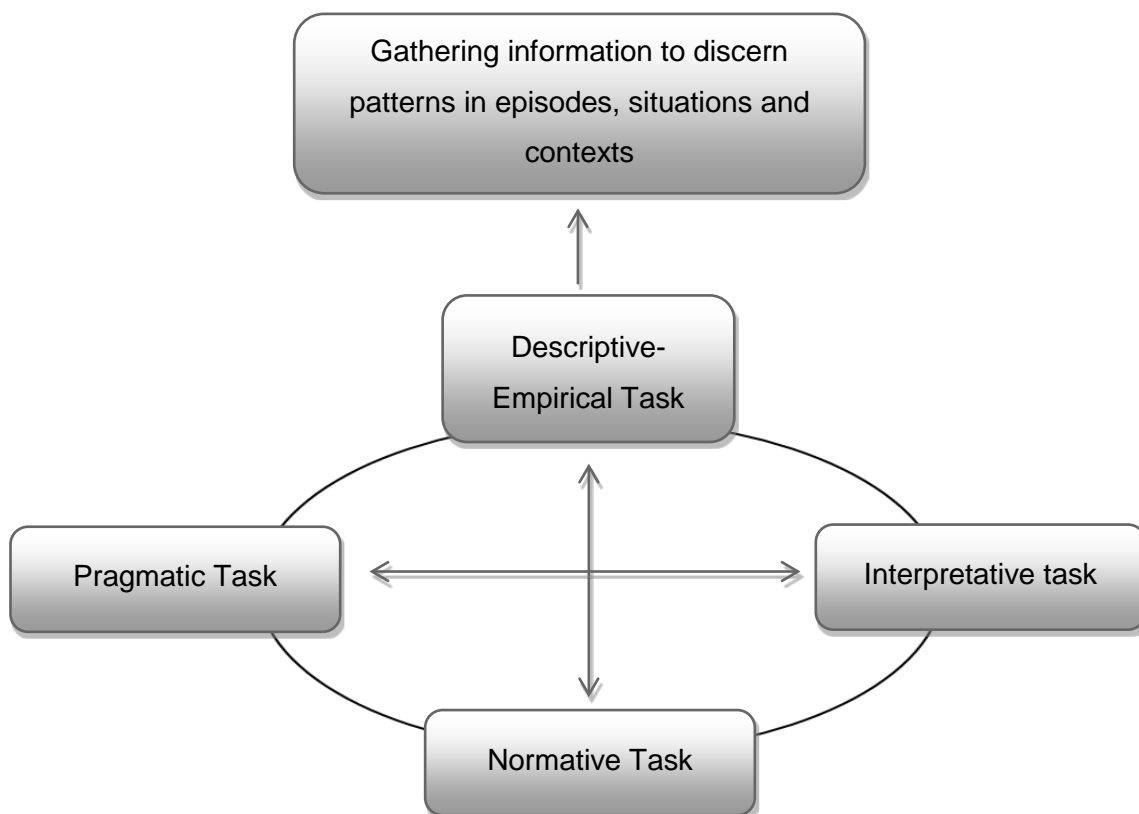 Gathering information to discern
patterns in episodes, situations and
contexts
Descriptive-
Empirical Task
Pragmatic Task
Interpretative task
Normative Task